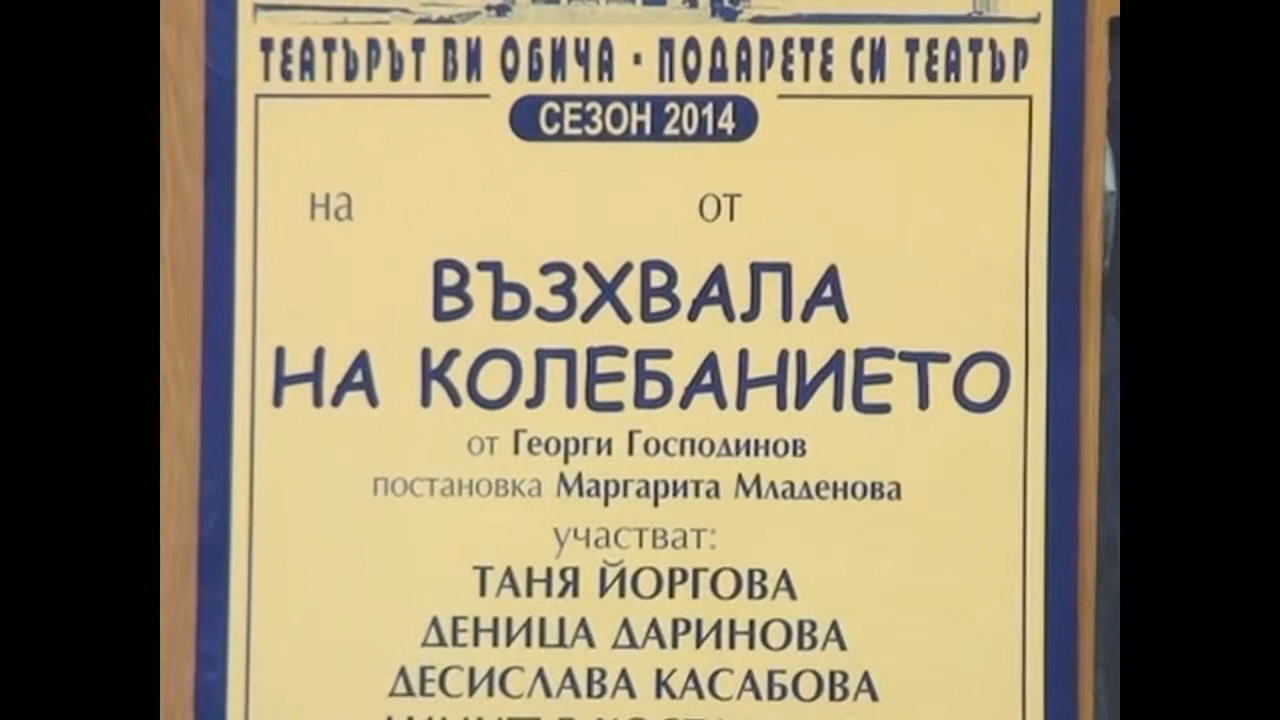 ТЕАТЪРЪТ ВИ ОБИЧА · ПОДАРЕТЕ СИ ТЕАТЪР
СЕЗОН 2014
на от
ВЪЗХВАЛА
НА КОЛЕБАНИЕТО
от Георги Господинов
постановка Маргарита Младенова
участват:
ТАНЯ ЙОРГОВА
ДЕНИЦА ДАРИНОВА
ДЕСИСЛАВА КАСАБОВА